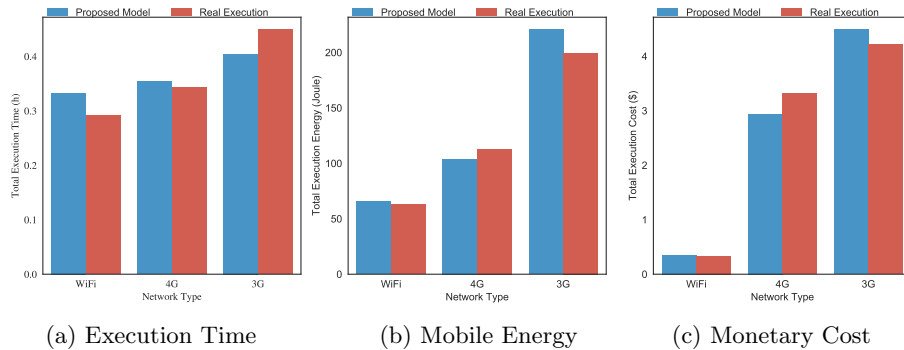 Proposed Model Real Execution
Total Execution Time (h)
0.4
0.3
0.2
0.1
0.0
WiFi 4G 3G
Network Type
(a) Execution Time
Proposed Model Real Execution
Total Execution Energy (Joule)
200
150
100
50
0
WiFi 4G 3G
Network Type
(b) Mobile Energy
Proposed Model Real Execution
Total Execution Cost ($)
4
3
2
1
0
WiFi 4G 3G
Network Type
(c) Monetary Cost